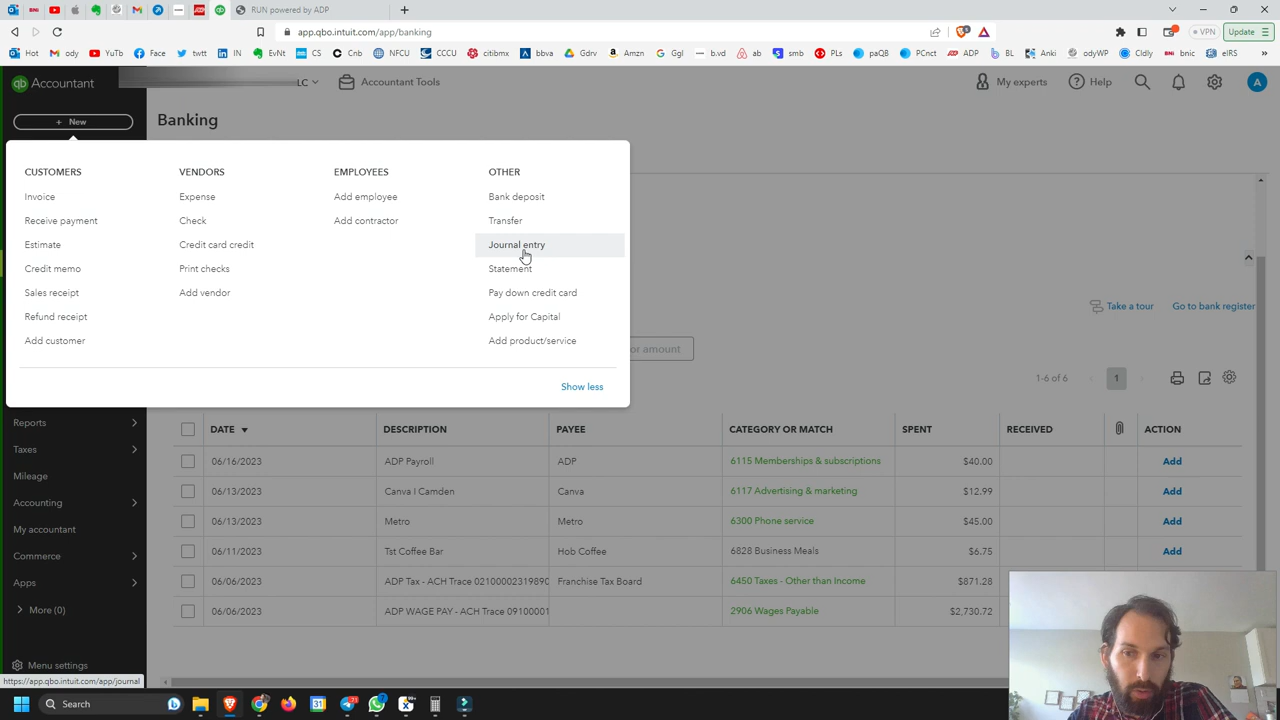 RUN powered by ADP
app.qbo.intuit.com/app/banking
VPN
Update
Hot
ody
YuTb
Face
twtt
IN
EvNt
CS
Cnb
NFCU
CCCU
citibmx
bbva
Gdrv
Amzn
Ggl
b.vd
ab
smb
PLs
paQB
PCnct
ADP
BL
Anki
odyWP
Cldly
bnic
eIRS
Accountant
LC
Accountant Tools
My experts
Help
A
+ New
Banking
CUSTOMERS
VENDORS
EMPLOYEES
OTHER
Invoice
Expense
Add employee
Bank deposit
Receive payment
Check
Add contractor
Transfer
Estimate
Credit card credit
Journal entry
Credit memo
Print checks
Statement
Sales receipt
Add vendor
Pay down credit card
Refund receipt
Apply for Capital
Add customer
Add product/service
Show less
Take a tour
Go to bank register
or amount
1-6 of 6
1
Reports
Taxes
Mileage
Accounting
My accountant
Commerce
Apps
More (0)
Menu settings
DATE
DESCRIPTION
PAYEE
CATEGORY OR MATCH
SPENT
RECEIVED
ACTION
06/16/2023 ADP Payroll ADP 6115 Memberships & subscriptions $40.00 Add
06/13/2023 Canva I Camden Canva 6117 Advertising & marketing $12.99 Add
06/13/2023 Metro Metro 6300 Phone service $45.00 Add
06/11/2023 Tst Coffee Bar Hob Coffee 6828 Business Meals $6.75 Add
06/06/2023 ADP Tax - ACH Trace 02100002319890 Franchise Tax Board 6450 Taxes - Other than Income $871.28
06/06/2023 ADP WAGE PAY - ACH Trace 09100001 2906 Wages Payable $2,730.72
https://app.qbo.intuit.com/app/journal
Search